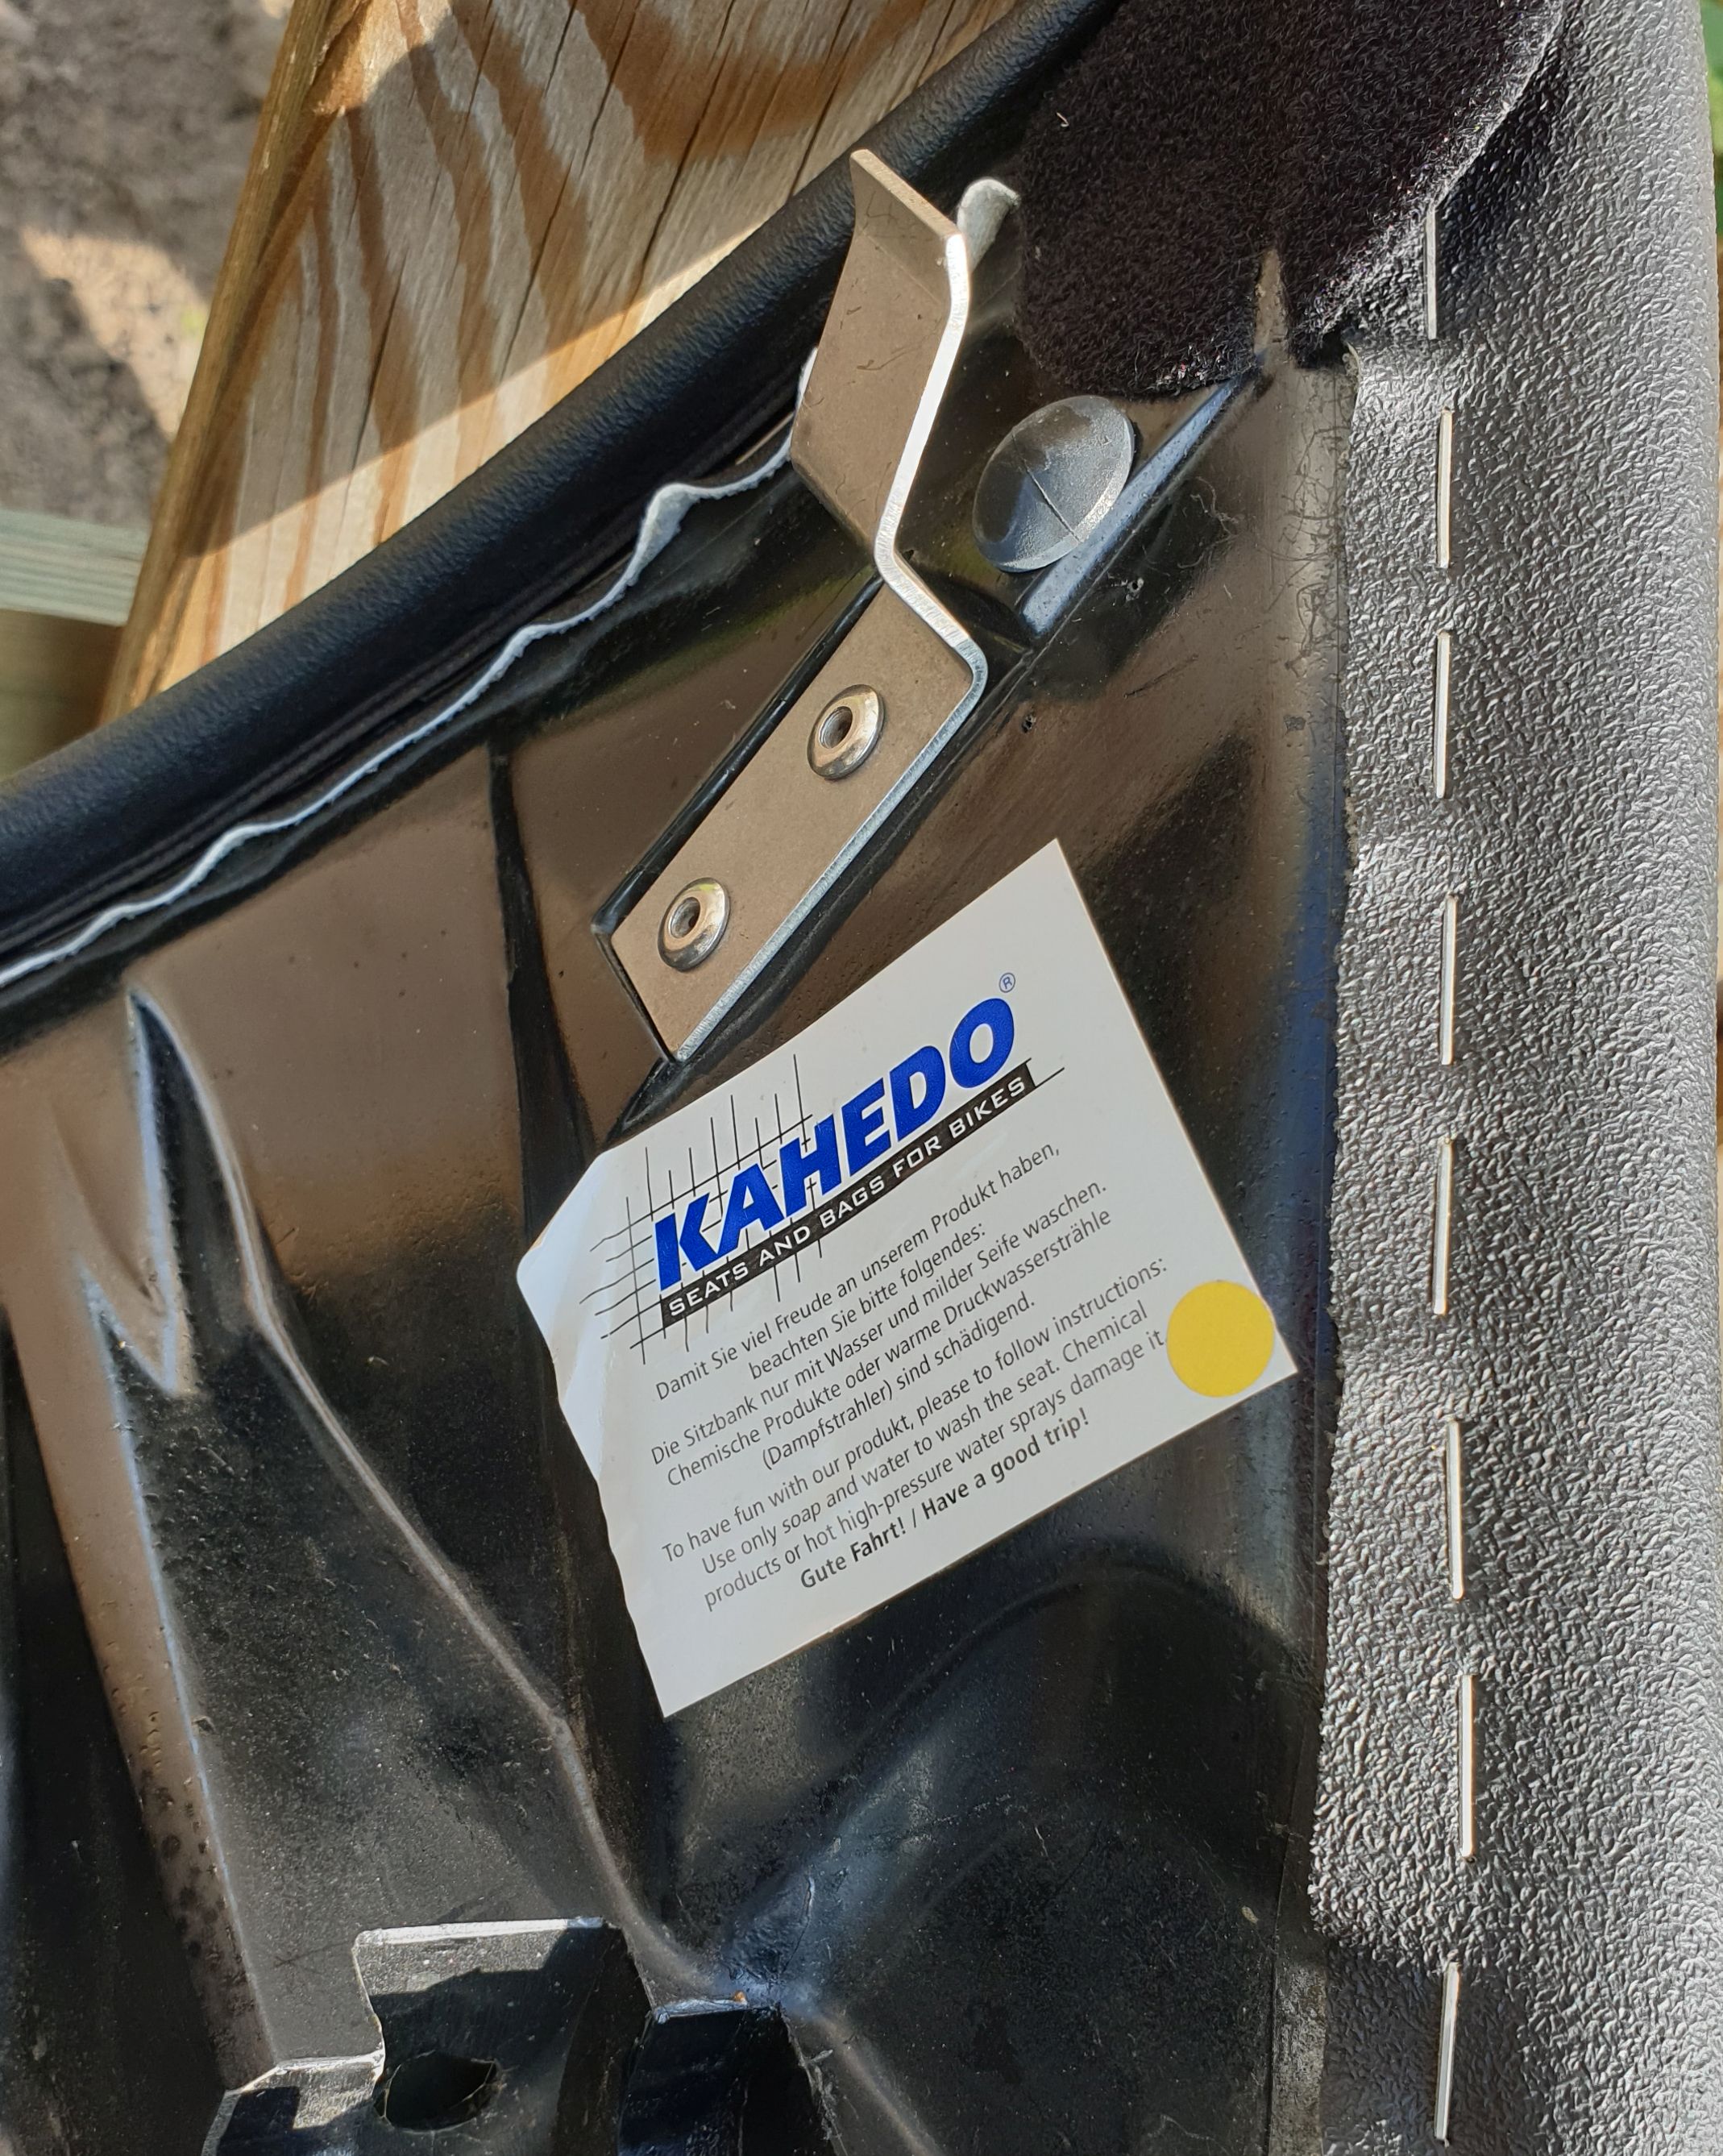 KAHEDO®
SEATS AND BAGS FOR BIKES
Damit Sie viel Freude an unserem Produkt haben,
beachten Sie bitte folgendes:
Die Sitzbank nur mit Wasser und milder Seife waschen.
Chemische Produkte oder warme Druckwassersträhle
(Dampfstrahler) sind schädigend.
To have fun with our produkt, please to follow instructions:
Use only soap and water to wash the seat. Chemical
products or hot high-pressure water sprays damage it.
Gute Fahrt! / Have a good trip!